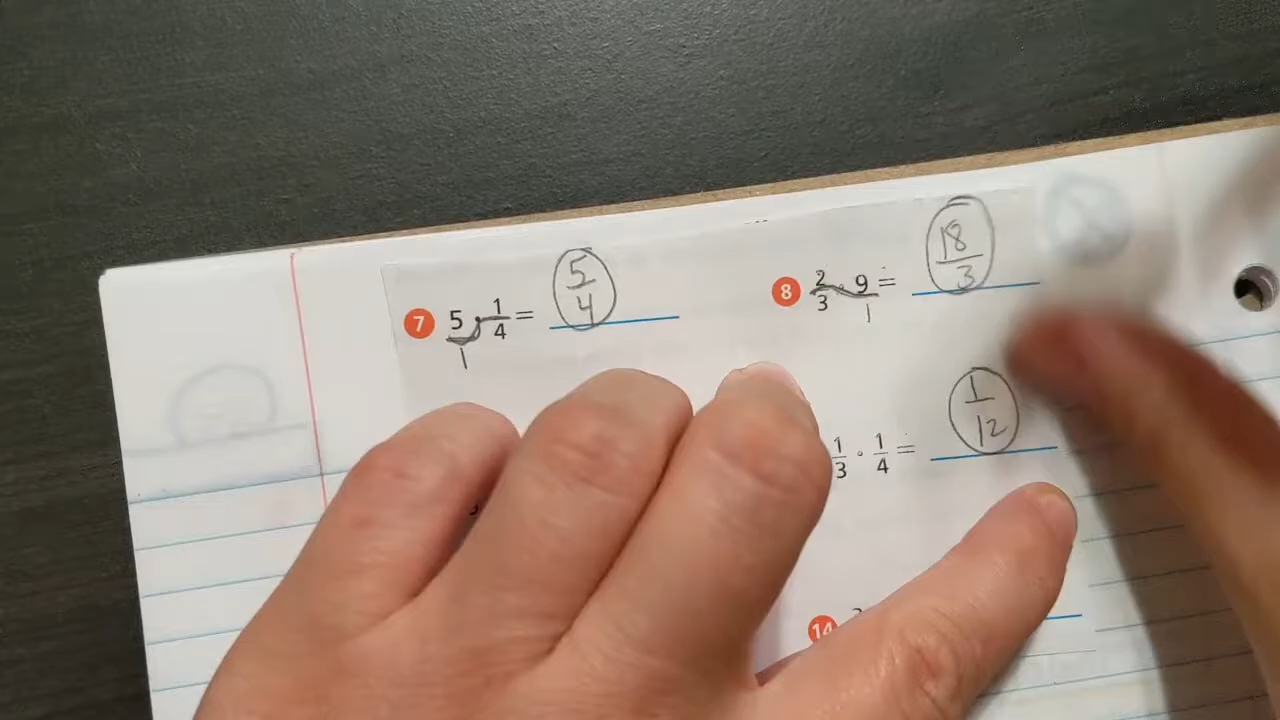 7 5/1 · 1/4 = 5/4
8 2/3 · 9/1 = 18/3
1/3 · 1/4 = 1/12
14